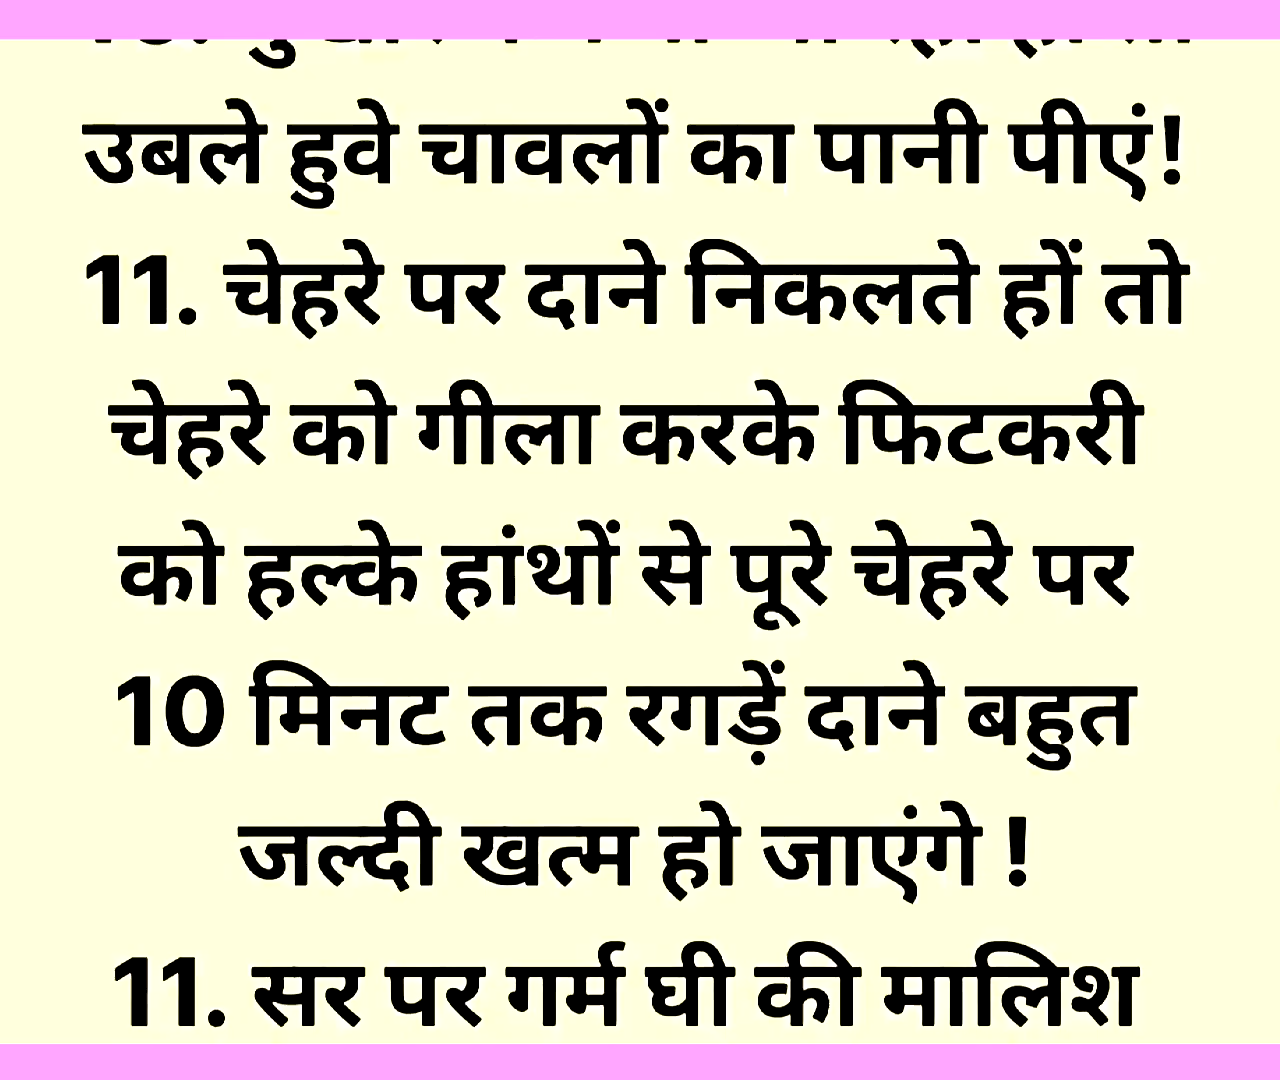 उबले हुवे चावलों का पानी पीएं!
11. चेहरे पर दाने निकलते हों तो
चेहरे को गीला करके फिटकरी
को हल्के हांथों से पूरे चेहरे पर
10 मिनट तक रगड़ें दाने बहुत
जल्दी खत्म हो जाएंगे !
11. सर पर गर्म घी की मालिश